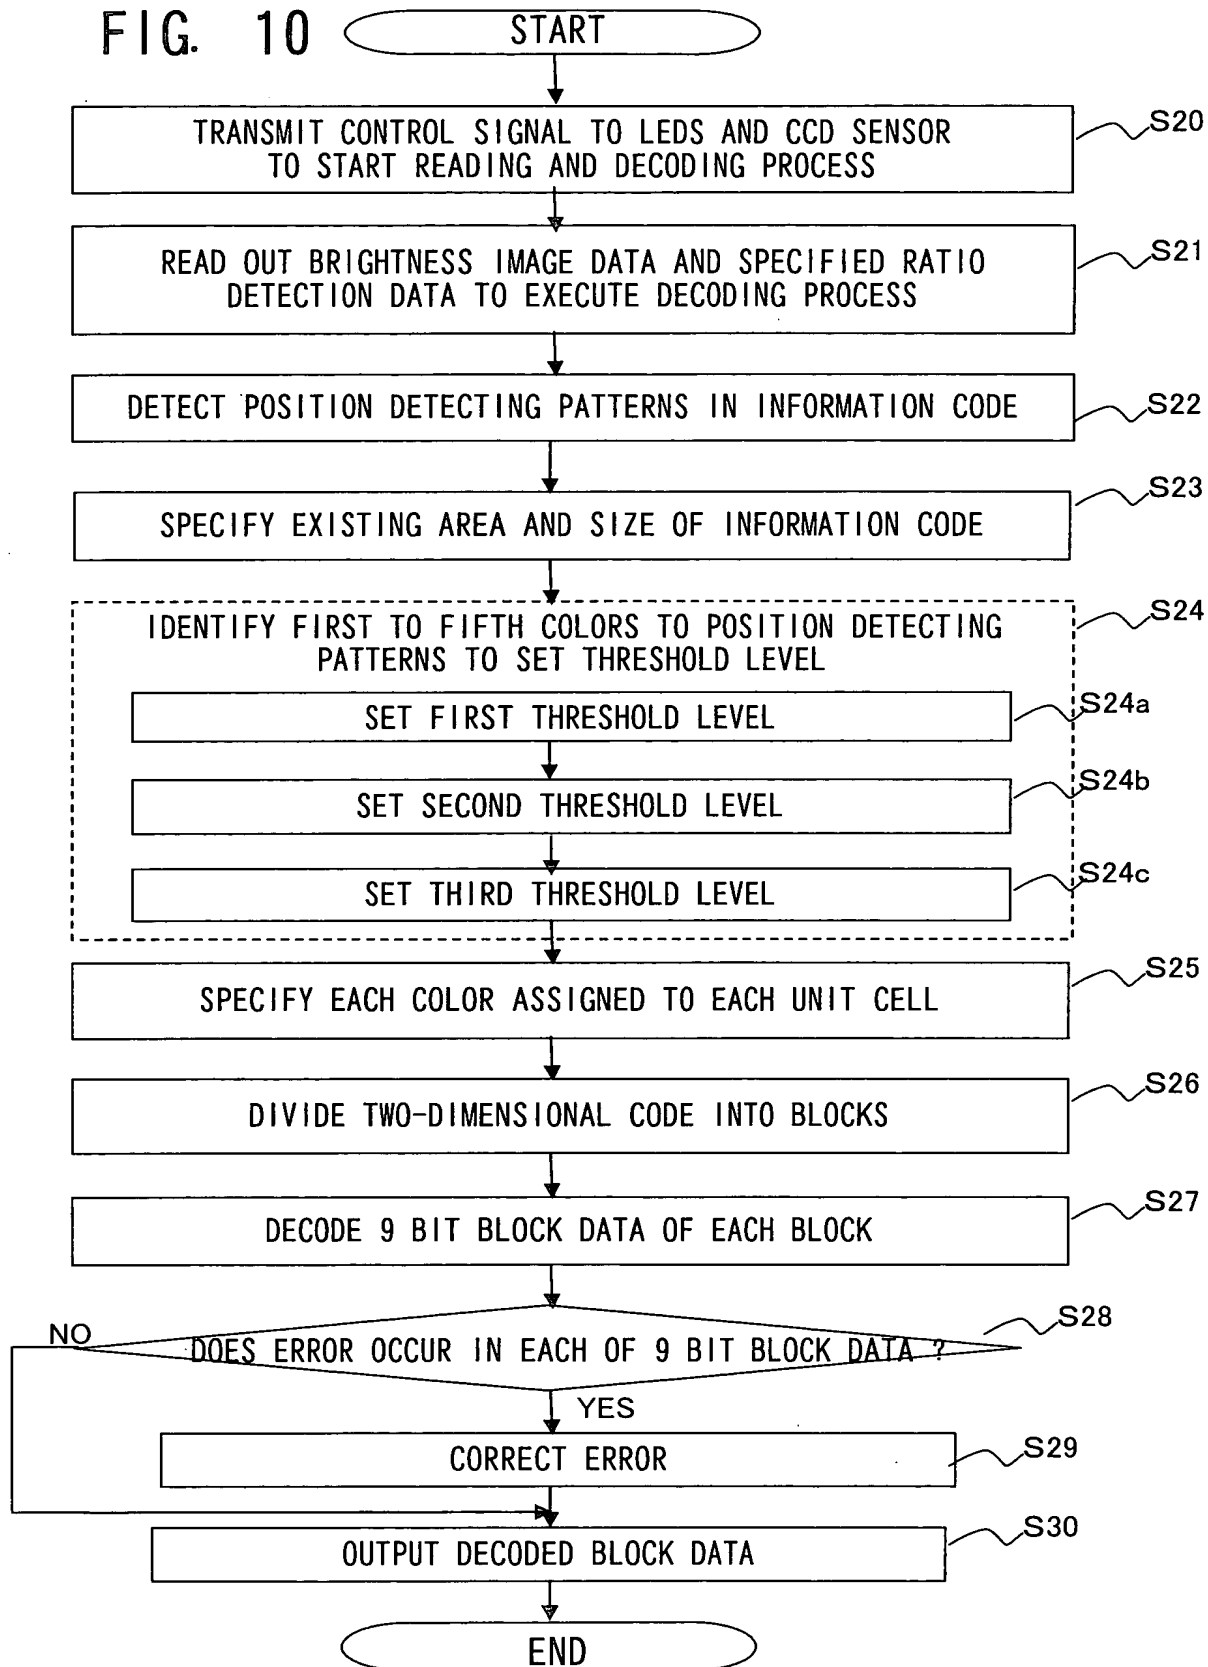 FIG. 10
START
TRANSMIT CONTROL SIGNAL TO LEDS AND CCD SENSOR
TO START READING AND DECODING PROCESS
S20
READ OUT BRIGHTNESS IMAGE DATA AND SPECIFIED RATIO
DETECTION DATA TO EXECUTE DECODING PROCESS
S21
DETECT POSITION DETECTING PATTERNS IN INFORMATION CODE
S22
SPECIFY EXISTING AREA AND SIZE OF INFORMATION CODE
S23
IDENTIFY FIRST TO FIFTH COLORS TO POSITION DETECTING
PATTERNS TO SET THRESHOLD LEVEL
S24
SET FIRST THRESHOLD LEVEL
S24a
SET SECOND THRESHOLD LEVEL
S24b
SET THIRD THRESHOLD LEVEL
S24c
SPECIFY EACH COLOR ASSIGNED TO EACH UNIT CELL
S25
DIVIDE TWO-DIMENSIONAL CODE INTO BLOCKS
S26
DECODE 9 BIT BLOCK DATA OF EACH BLOCK
S27
NO
DOES ERROR OCCUR IN EACH OF 9 BIT BLOCK DATA ?
S28
YES
CORRECT ERROR
S29
OUTPUT DECODED BLOCK DATA
S30
END